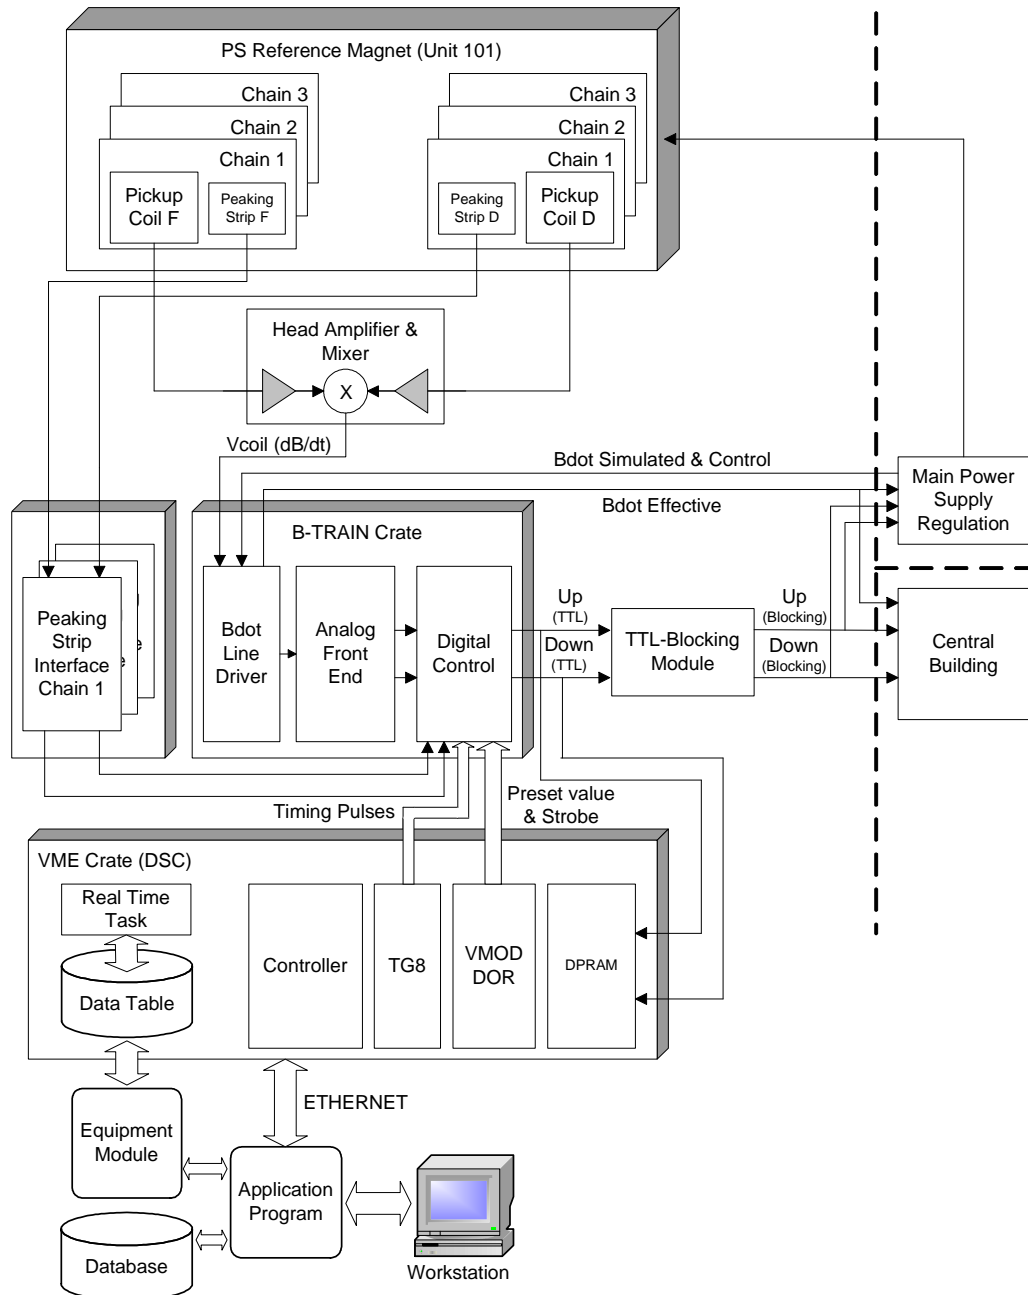 PS Reference Magnet (Unit 101)
Chain 3
Chain 2
Chain 1
Pickup
Coil F
Peaking
Strip F
Chain 3
Chain 2
Chain 1
Peaking
Strip D
Pickup
Coil D
Head Amplifier &
Mixer
X
Vcoil (dB/dt)
Bdot Simulated & Control
Bdot Effective
Main Power
Supply
Regulation
B-TRAIN Crate
Peaking
Strip
Interface
Chain 1
Bdot
Line
Driver
Analog
Front
End
Digital
Control
Up
(TTL)
Down
(TTL)
TTL-Blocking
Module
Up
(Blocking)
Down
(Blocking)
Central
Building
Timing Pulses
Preset value
& Strobe
VME Crate (DSC)
Real Time
Task
Data Table
Controller
TG8
VMOD
DOR
DPRAM
ETHERNET
Equipment
Module
Application
Program
Database
Workstation